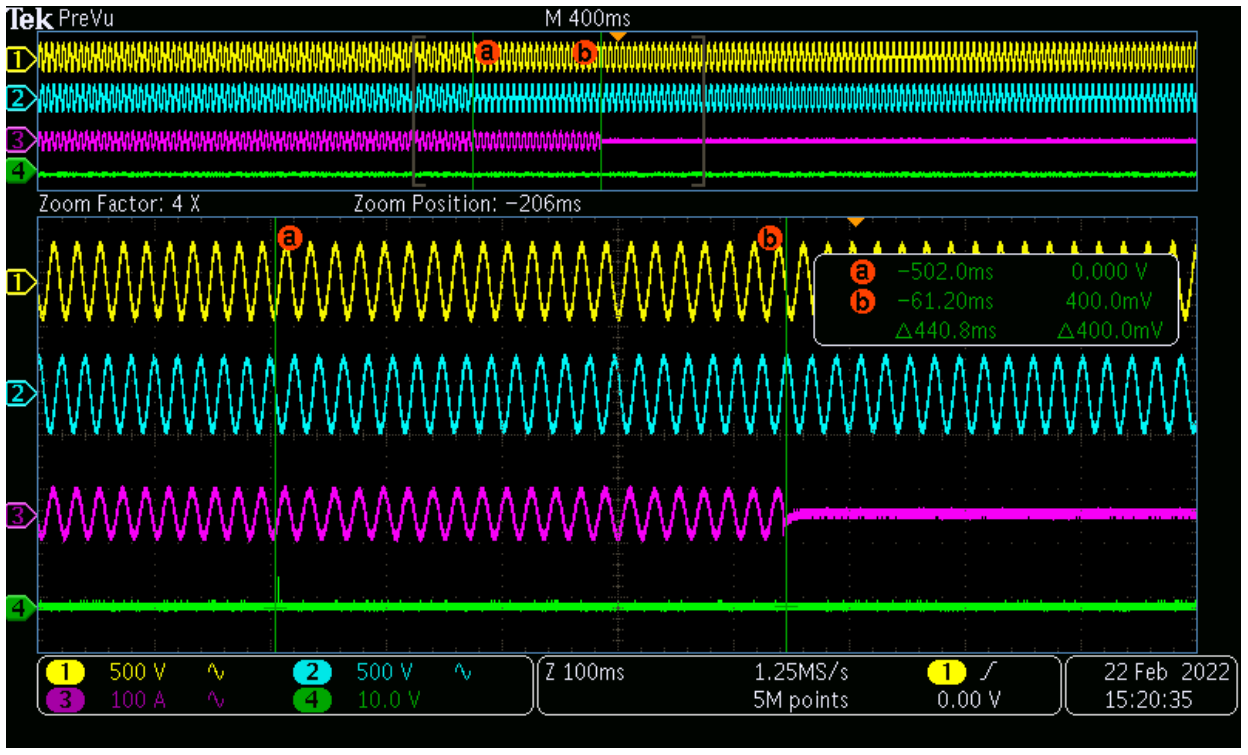 Tek PreVu M 400ms
1
a b
2
3
4
Zoom Factor: 4 X Zoom Position: -206ms
a b
1
a -502.0ms 0.000 V
b -61.20ms 400.0mV
△440.8ms △400.0mV
2
3
4
1 500 V 2 500 V Z 100ms 1.25MS/s 1 22 Feb 2022
3 100 A 4 10.0 V 5M points 0.00 V 15:20:35